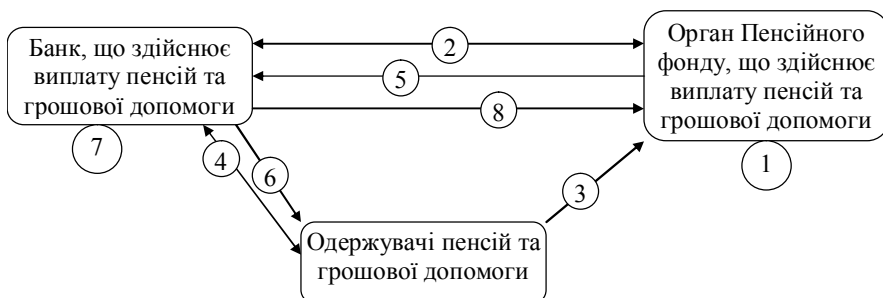 Банк, що здійснює
виплату пенсій та
грошової допомоги
7
2
5
8
Орган Пенсійного
фонду, що здійснює
виплату пенсій та
грошової допомоги
1
4
6
3
Одержувачі пенсій та
грошової допомоги